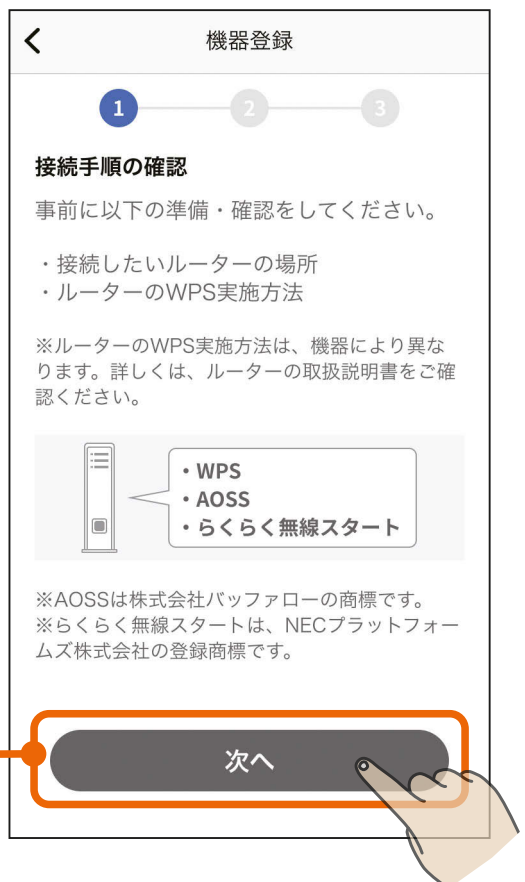 機器登録
1 2 3
接続手順の確認
事前に以下の準備・確認をしてください。
・接続したいルーターの場所
・ルーターのWPS実施方法
※ルーターのWPS実施方法は、機器により異な
ります。詳しくは、ルーターの取扱説明書をご確
認ください。
・WPS
・AOSS
・らくらく無線スタート
※AOSSは株式会社バッファローの商標です。
※らくらく無線スタートは、NECプラットフォー
ムズ株式会社の登録商標です。
次へ